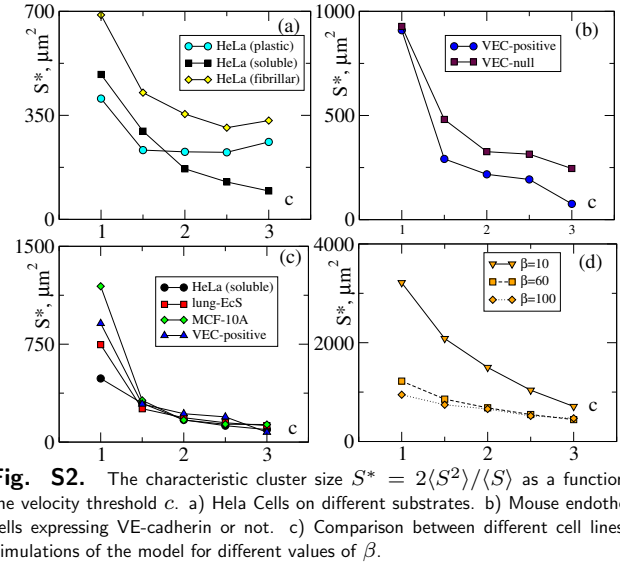 700
350
0
S*, μm²
(a)
HeLa (plastic)
HeLa (soluble)
HeLa (fibrillar)
c
1 2 3
1000
500
0
S*, μm²
(b)
VEC-positive
VEC-null
c
1 2 3
1500
750
0
S*, μm²
(c)
HeLa (soluble)
lung-EcS
MCF-10A
VEC-positive
c
1 2 3
4000
2000
0
S*, μm²
(d)
β=10
β=60
β=100
c
1 2 3
Fig. S2. The characteristic cluster size S* = 2⟨S²⟩/⟨S⟩ as a function
he velocity threshold c. a) Hela Cells on different substrates. b) Mouse endothe
ells expressing VE-cadherin or not. c) Comparison between different cell lines
imulations of the model for different values of β.